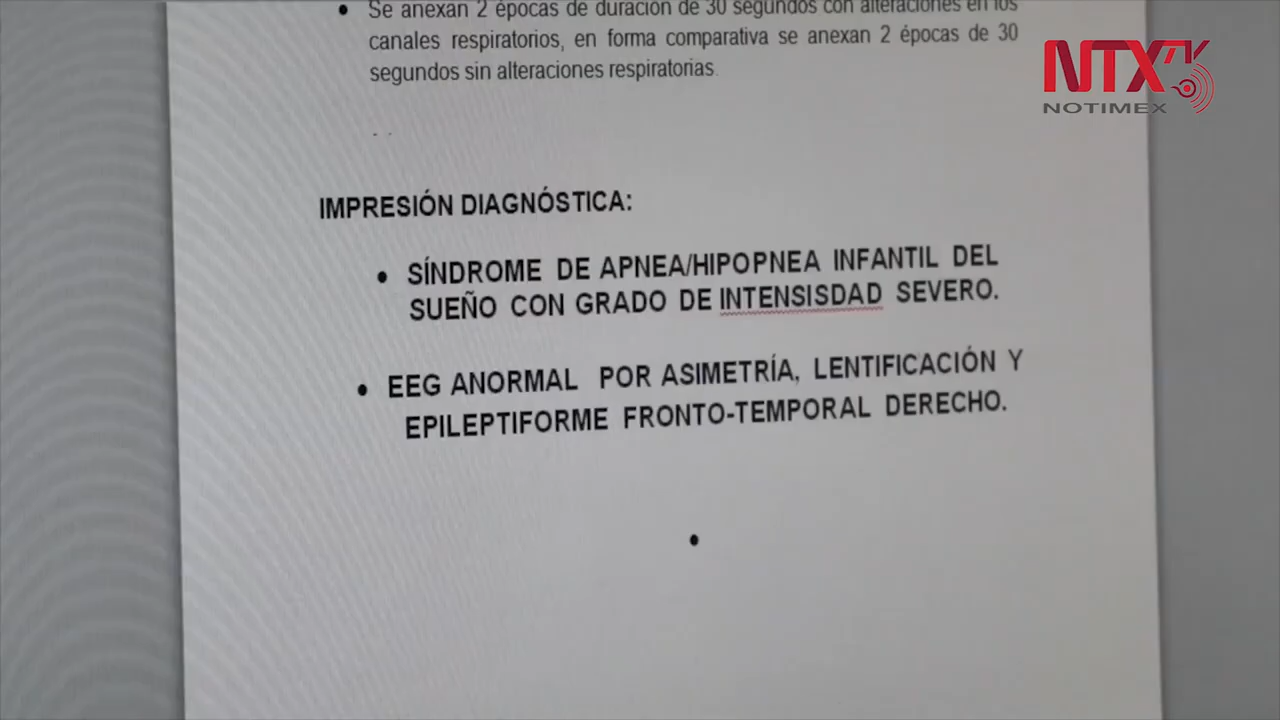 • Se anexan 2 épocas de duración de 30 segundos con alteraciones en los
canales respiratorios, en forma comparativa se anexan 2 épocas de 30
segundos sin alteraciones respiratorias.
NTXTV
NOTIMEX
IMPRESIÓN DIAGNÓSTICA:
• SÍNDROME DE APNEA/HIPOPNEA INFANTIL DEL
SUEÑO CON GRADO DE INTENSISDAD SEVERO.
• EEG ANORMAL POR ASIMETRÍA, LENTIFICACIÓN Y
EPILEPTIFORME FRONTO-TEMPORAL DERECHO.
•